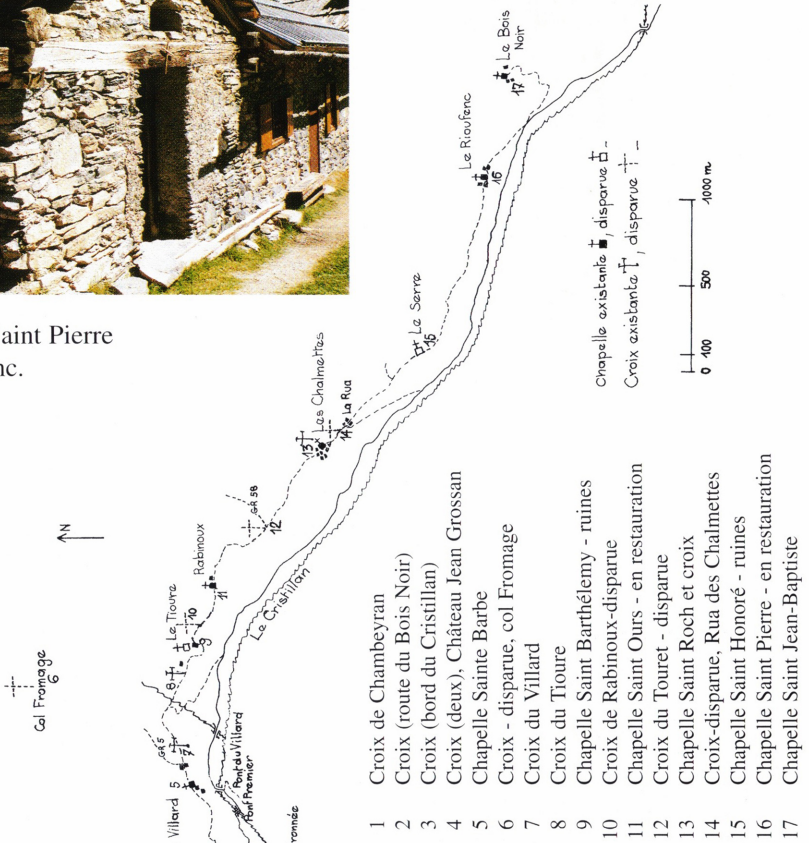 aint Pierre
nc.
N
Col Fromage
6
Villard 5
GR 5
7
8
Le Tioure
9
10
Rabinoux
11
12
GR 58
13
Les Chalmettes
14
La Rua
15
Le Serre
16
Le Rioufenc
17
Le Bois
Noir
Le Cristillan
Pont du Villard
Pont Premier
ronnée
Chapelle existante , disparue -
Croix existante , disparue -
0 100 500 1000 m
1 Croix de Chambeyran
2 Croix (route du Bois Noir)
3 Croix (bord du Cristillan)
4 Croix (deux), Château Jean Grossan
5 Chapelle Sainte Barbe
6 Croix - disparue, col Fromage
7 Croix du Villard
8 Croix du Tioure
9 Chapelle Saint Barthélemy - ruines
10 Croix de Rabinoux-disparue
11 Chapelle Saint Ours - en restauration
12 Croix du Touret - disparue
13 Chapelle Saint Roch et croix
14 Croix-disparue, Rua des Chalmettes
15 Chapelle Saint Honoré - ruines
16 Chapelle Saint Pierre - en restauration
17 Chapelle Saint Jean-Baptiste